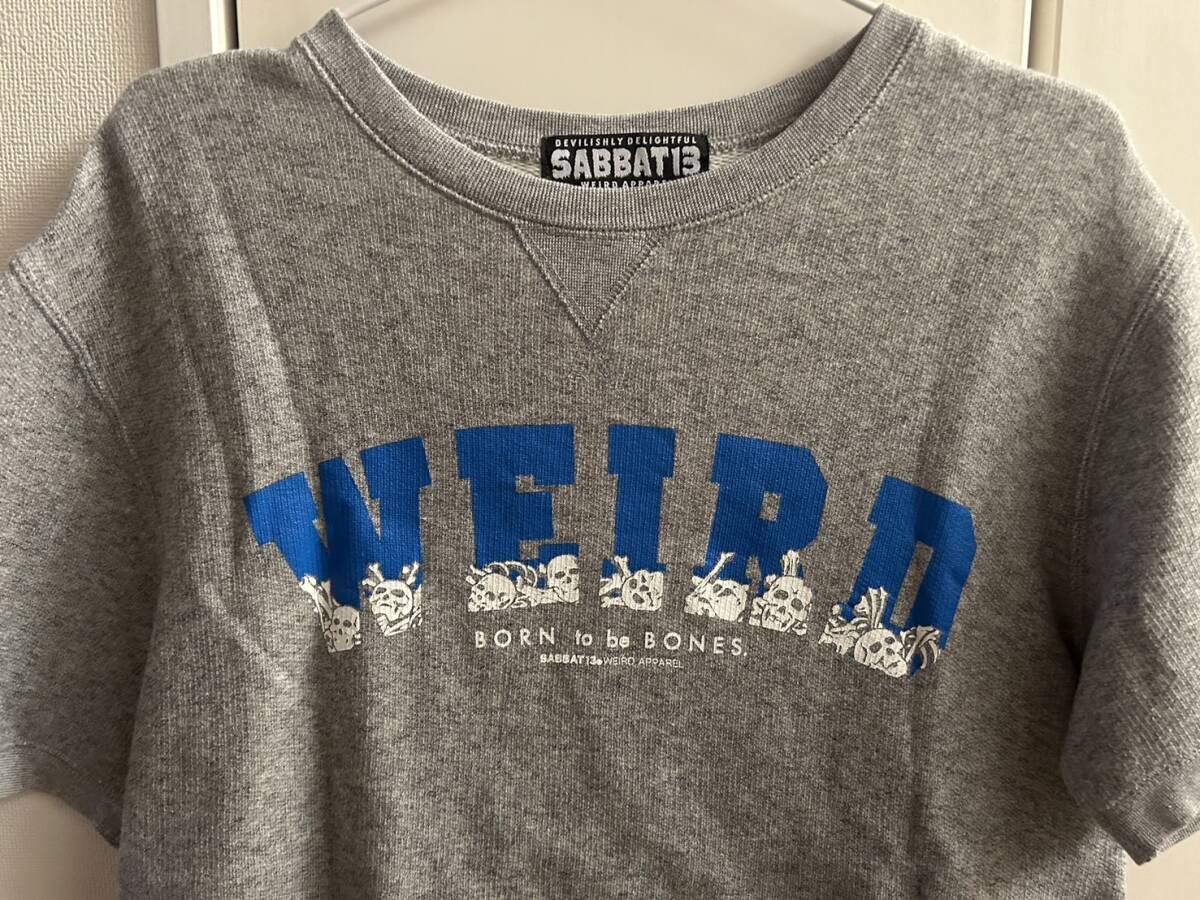 DEVILISHLY DELIGHTFUL
SABBAT13
WEIRD APPAREL
WEIRD
BORN to be BONES.
SABBAT13 WEIRD APPAREL